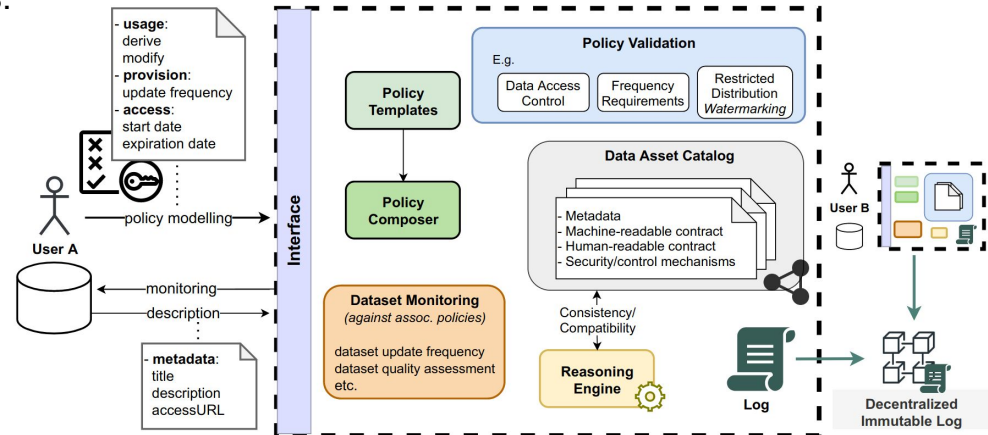 - usage:
derive
modify
- provision:
update frequency
- access:
start date
expiration date
User A
policy modelling
monitoring
description
- metadata:
title
description
accessURL
Interface
Policy
Templates
Policy
Composer
Policy Validation
E.g.
Data Access
Control
Frequency
Requirements
Restricted
Distribution
Watermarking
Data Asset Catalog
- Metadata
- Machine-readable contract
- Human-readable contract
- Security/control mechanisms
Dataset Monitoring
(against assoc. policies)
dataset update frequency
dataset quality assessment
etc.
Consistency/
Compatibility
Reasoning
Engine
Log
User B
Decentralized
Immutable Log